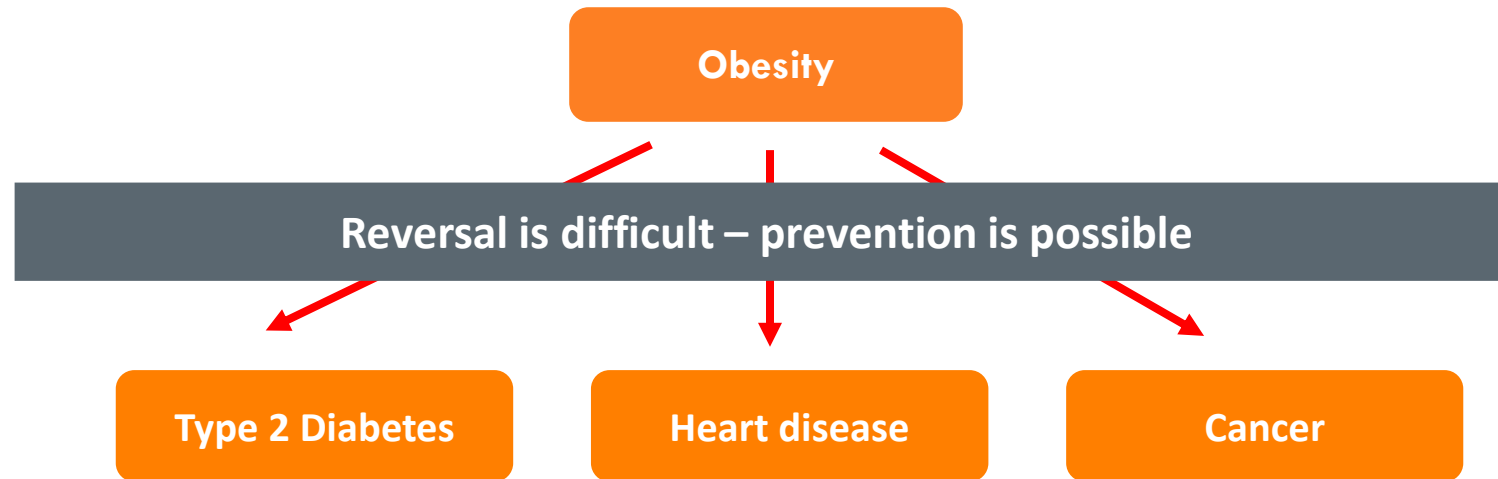 Obesity
Reversal is difficult – prevention is possible
Type 2 Diabetes
Heart disease
Cancer